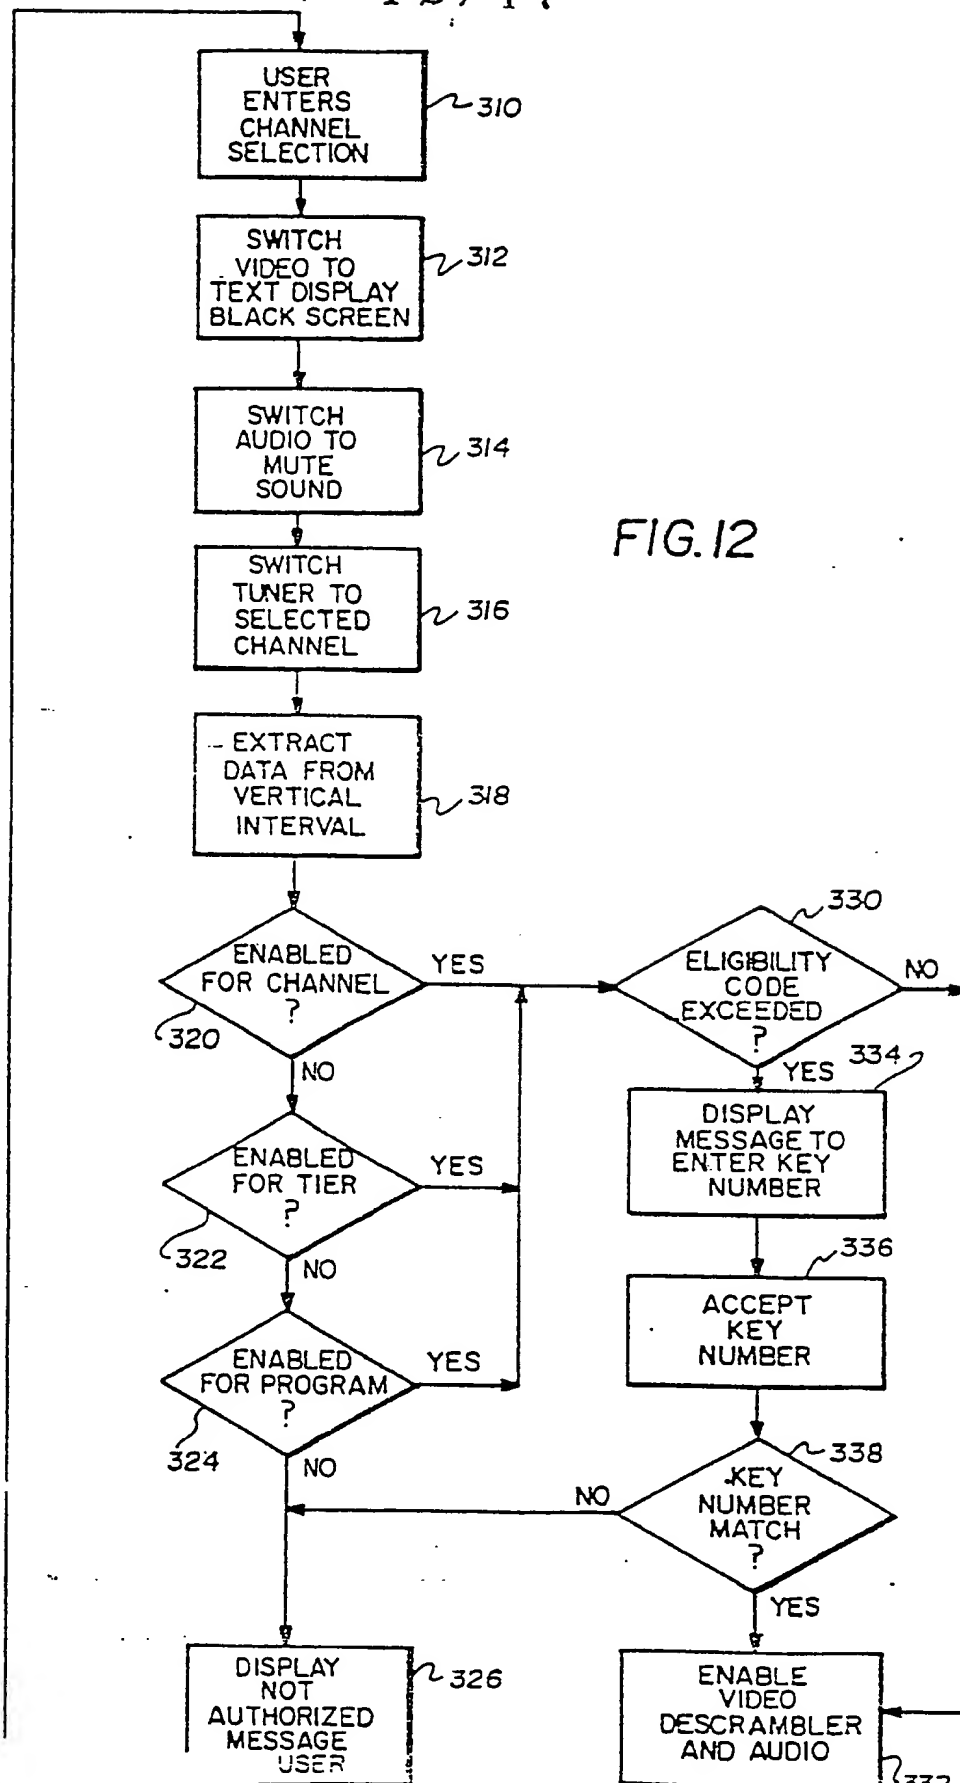 USER
ENTERS
CHANNEL
SELECTION
310
SWITCH
VIDEO TO
TEXT DISPLAY
BLACK SCREEN
312
SWITCH
AUDIO TO
MUTE
SOUND
314
FIG.12
SWITCH
TUNER TO
SELECTED
CHANNEL
316
EXTRACT
DATA FROM
VERTICAL
INTERVAL
318
ENABLED
FOR CHANNEL
?
320
YES
NO
330
ELIGIBILITY
CODE
EXCEEDED
?
NO
YES
334
DISPLAY
MESSAGE TO
ENTER KEY
NUMBER
ENABLED
FOR TIER
?
322
YES
NO
336
ACCEPT
KEY
NUMBER
ENABLED
FOR PROGRAM
?
324
YES
NO
338
KEY
NUMBER
MATCH
?
NO
YES
DISPLAY
NOT
AUTHORIZED
MESSAGE
USER
326
ENABLE
VIDEO
DESCRAMBLER
AND AUDIO